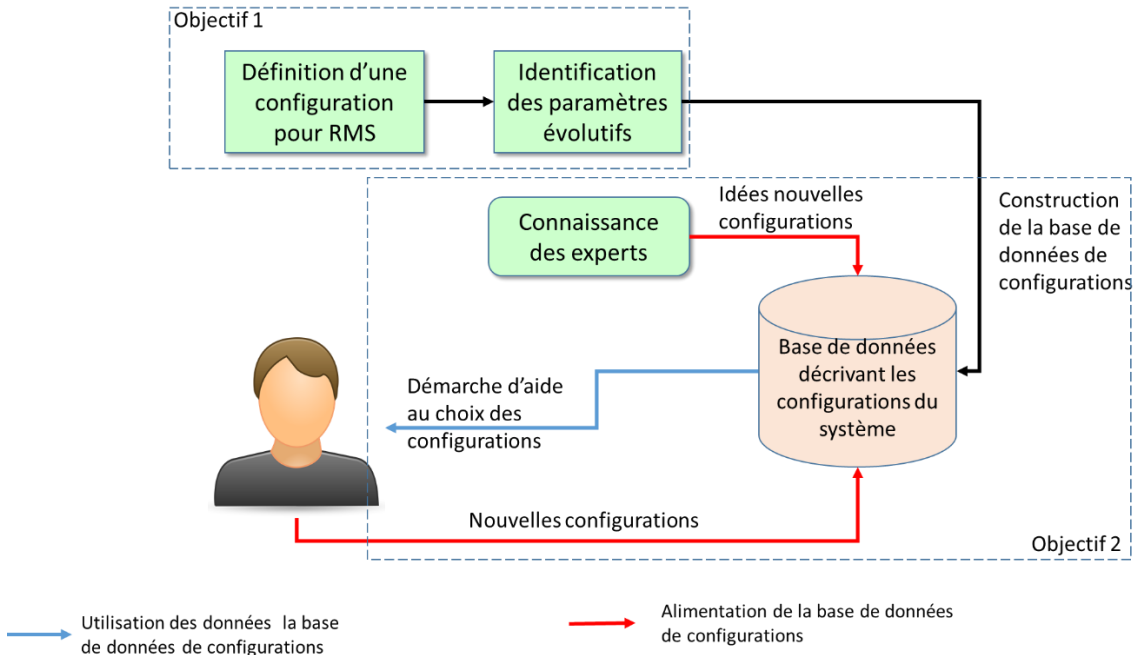 Objectif 1
Définition d'une
configuration
pour RMS
Identification
des paramètres
évolutifs
Connaissance
des experts
Idées nouvelles
configurations
Construction
de la base de
données de
configurations
Base de données
décrivant les
configurations du
système
Démarche d'aide
au choix des
configurations
Nouvelles configurations
Objectif 2
Utilisation des données la base
de données de configurations
Alimentation de la base de données
de configurations